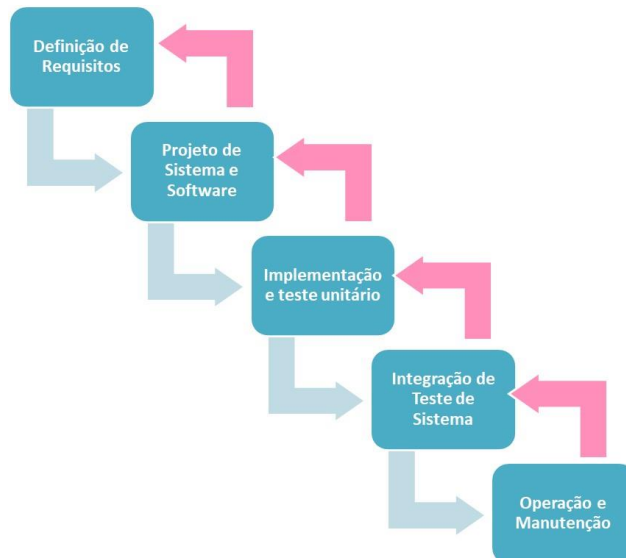 Definição de
Requisitos
Projeto de
Sistema e
Software
Implementação
e teste unitário
Integração de
Teste de
Sistema
Operação e
Manutenção